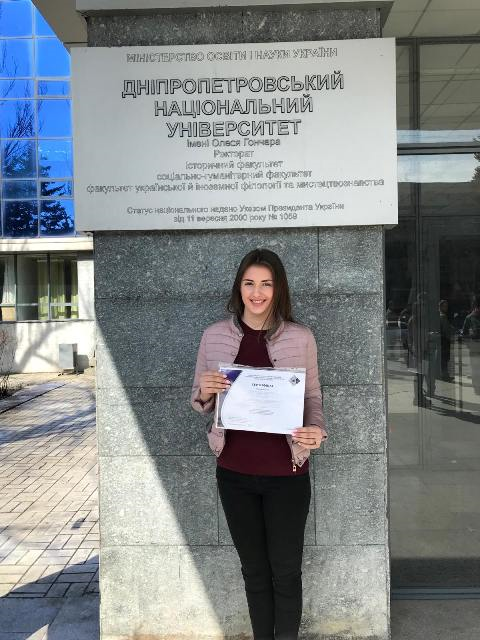 МІНІСТЕРСТВО ОСВІТИ І НАУКИ УКРАЇНИ
ДНІПРОПЕТРОВСЬКИЙ
НАЦІОНАЛЬНИЙ
УНІВЕРСИТЕТ
імені Олеся Гончара
Ректорат
історичний факультет
соціально-гуманітарний факультет
факультет української й іноземної філології та мистецтвознавства
Статус національного надано Указом Президента України
від 11 вересня 2000 року № 1059
СЕРТИФІКАТ